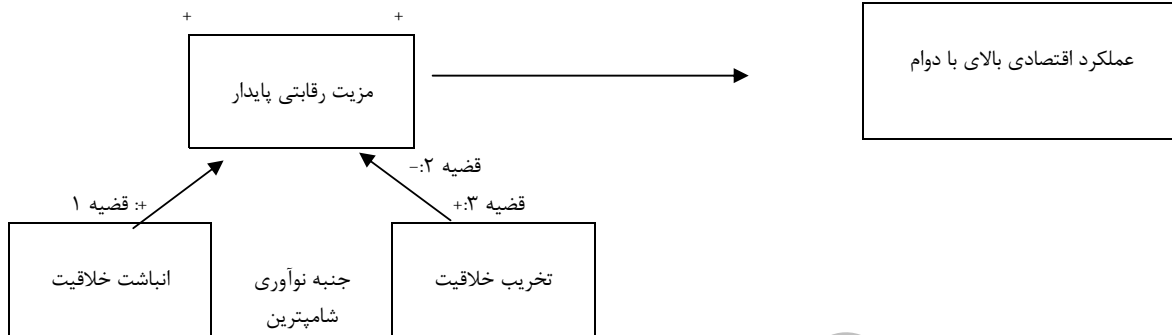 + +
عملکرد اقتصادی بالای با دوام
مزیت رقابتی پایدار
قضیه ۲:-
قضیه ۳:+
+: قضیه ۱
تخریب خلاقیت
جنبه نوآوری
شامپترین
انباشت خلاقیت